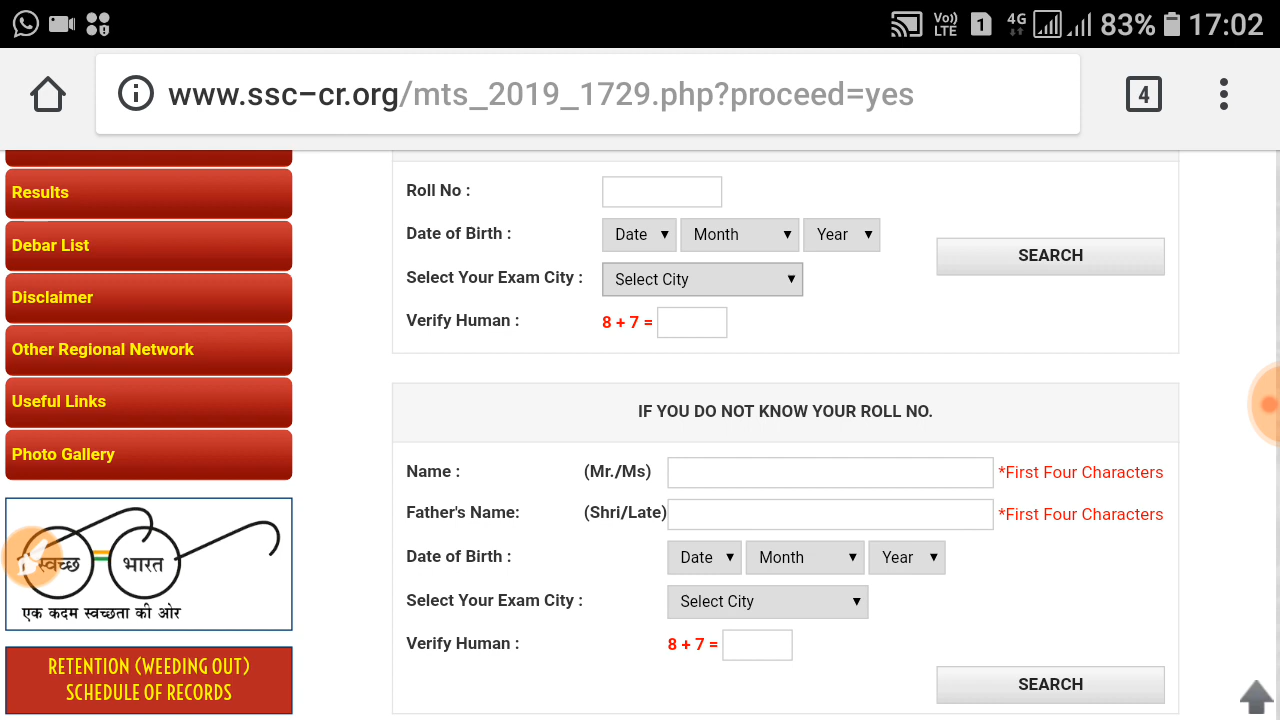 Vo)) LTE 1 4G 83% 17:02
www.ssc-cr.org/mts_2019_1729.php?proceed=yes
4
Results
Debar List
Disclaimer
Other Regional Network
Useful Links
Photo Gallery
स्वच्छ भारत
एक कदम स्वच्छता की ओर
RETENTION (WEEDING OUT)
SCHEDULE OF RECORDS
Roll No :
Date of Birth : Date Month Year
SEARCH
Select Your Exam City : Select City
Verify Human : 8 + 7 =
IF YOU DO NOT KNOW YOUR ROLL NO.
Name : (Mr./Ms) *First Four Characters
Father's Name: (Shri/Late) *First Four Characters
Date of Birth : Date Month Year
Select Your Exam City : Select City
Verify Human : 8 + 7 =
SEARCH